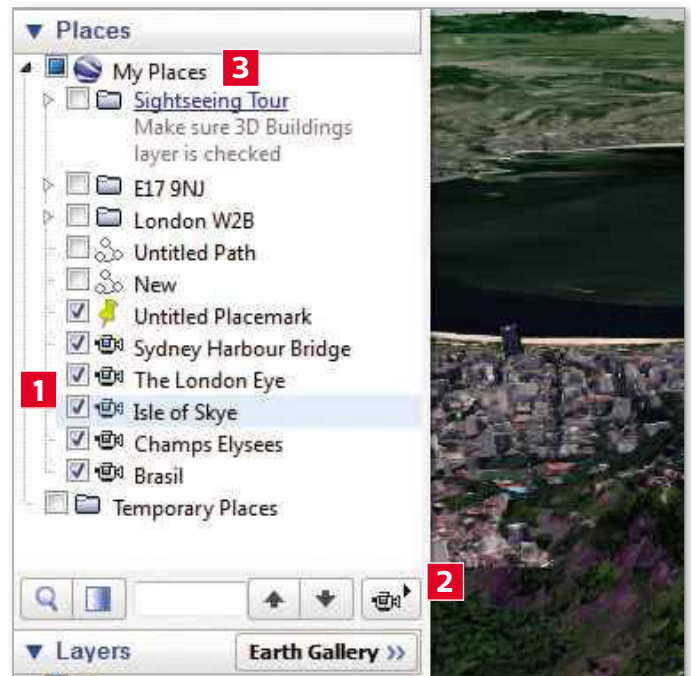 Places
My Places 3
Sightseeing Tour
Make sure 3D Buildings
layer is checked
E17 9NJ
London W2B
Untitled Path
New
Untitled Placemark
Sydney Harbour Bridge
The London Eye
1
Isle of Skye
Champs Elysees
Brasil
Temporary Places
2
Layers
Earth Gallery >>